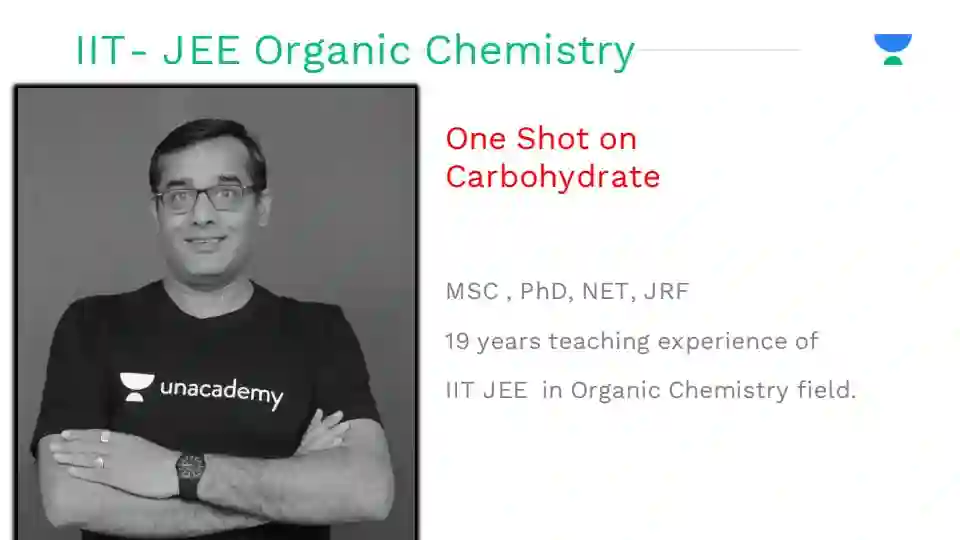 IIT- JEE Organic Chemistry
One Shot on
Carbohydrate
MSC , PhD, NET, JRF
19 years teaching experience of
IIT JEE in Organic Chemistry field.
unacademy